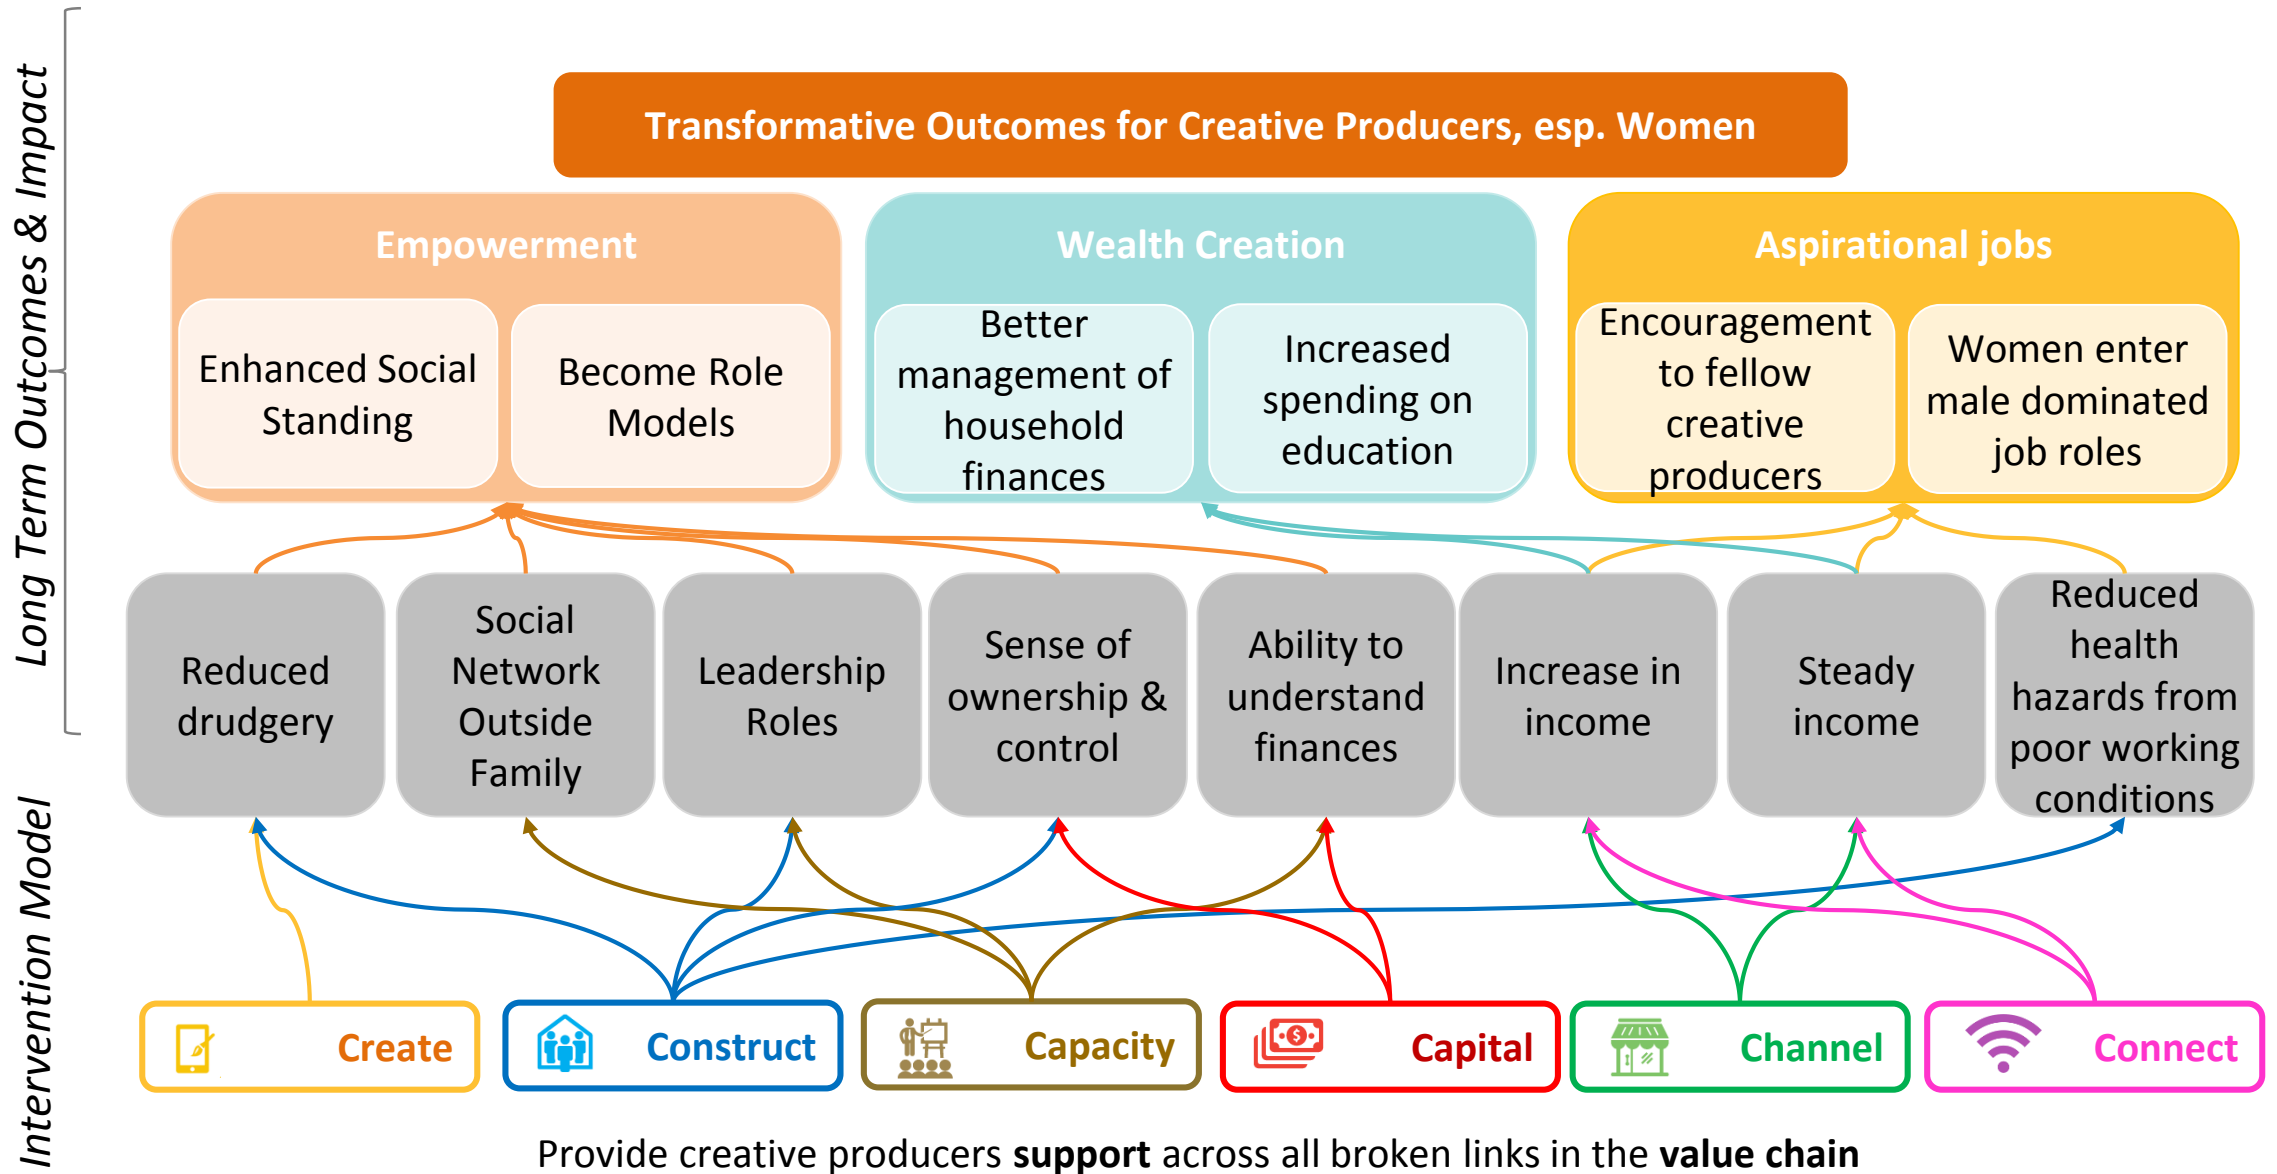 Long Term Outcomes & Impact
Transformative Outcomes for Creative Producers, esp. Women
Empowerment
Enhanced Social
Standing
Become Role
Models
Wealth Creation
Better
management of
household
finances
Increased
spending on
education
Aspirational jobs
Encouragement
to fellow
creative
producers
Women enter
male dominated
job roles
Reduced
drudgery
Social
Network
Outside
Family
Leadership
Roles
Sense of
ownership &
control
Ability to
understand
finances
Increase in
income
Steady
income
Reduced
health
hazards from
poor working
conditions
Intervention Model
Create
Construct
Capacity
Capital
Channel
Connect
Provide creative producers support across all broken links in the value chain